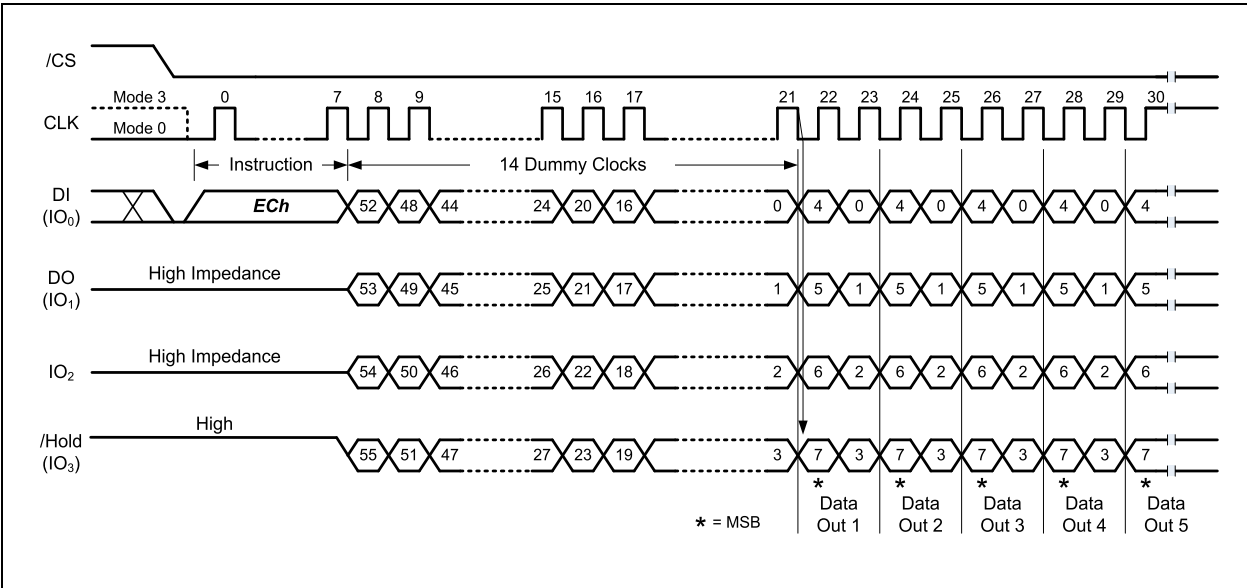 /CS
Mode 3
0 7 8 9 15 16 17 21 22 23 24 25 26 27 28 29 30
CLK
Mode 0
Instruction 14 Dummy Clocks
DI
(IO0)
ECh 52 48 44 24 20 16 0 4 0 4 0 4 0 4 0 4
DO
(IO1)
High Impedance
53 49 45 25 21 17 1 5 1 5 1 5 1 5 1 5
High Impedance
IO2
54 50 46 26 22 18 2 6 2 6 2 6 2 6 2 6
High
/Hold
(IO3)
55 51 47 27 23 19 3 7 3 7 3 7 3 7 3 7
* * * * *
* = MSB
Data
Out 1
Data
Out 2
Data
Out 3
Data
Out 4
Data
Out 5